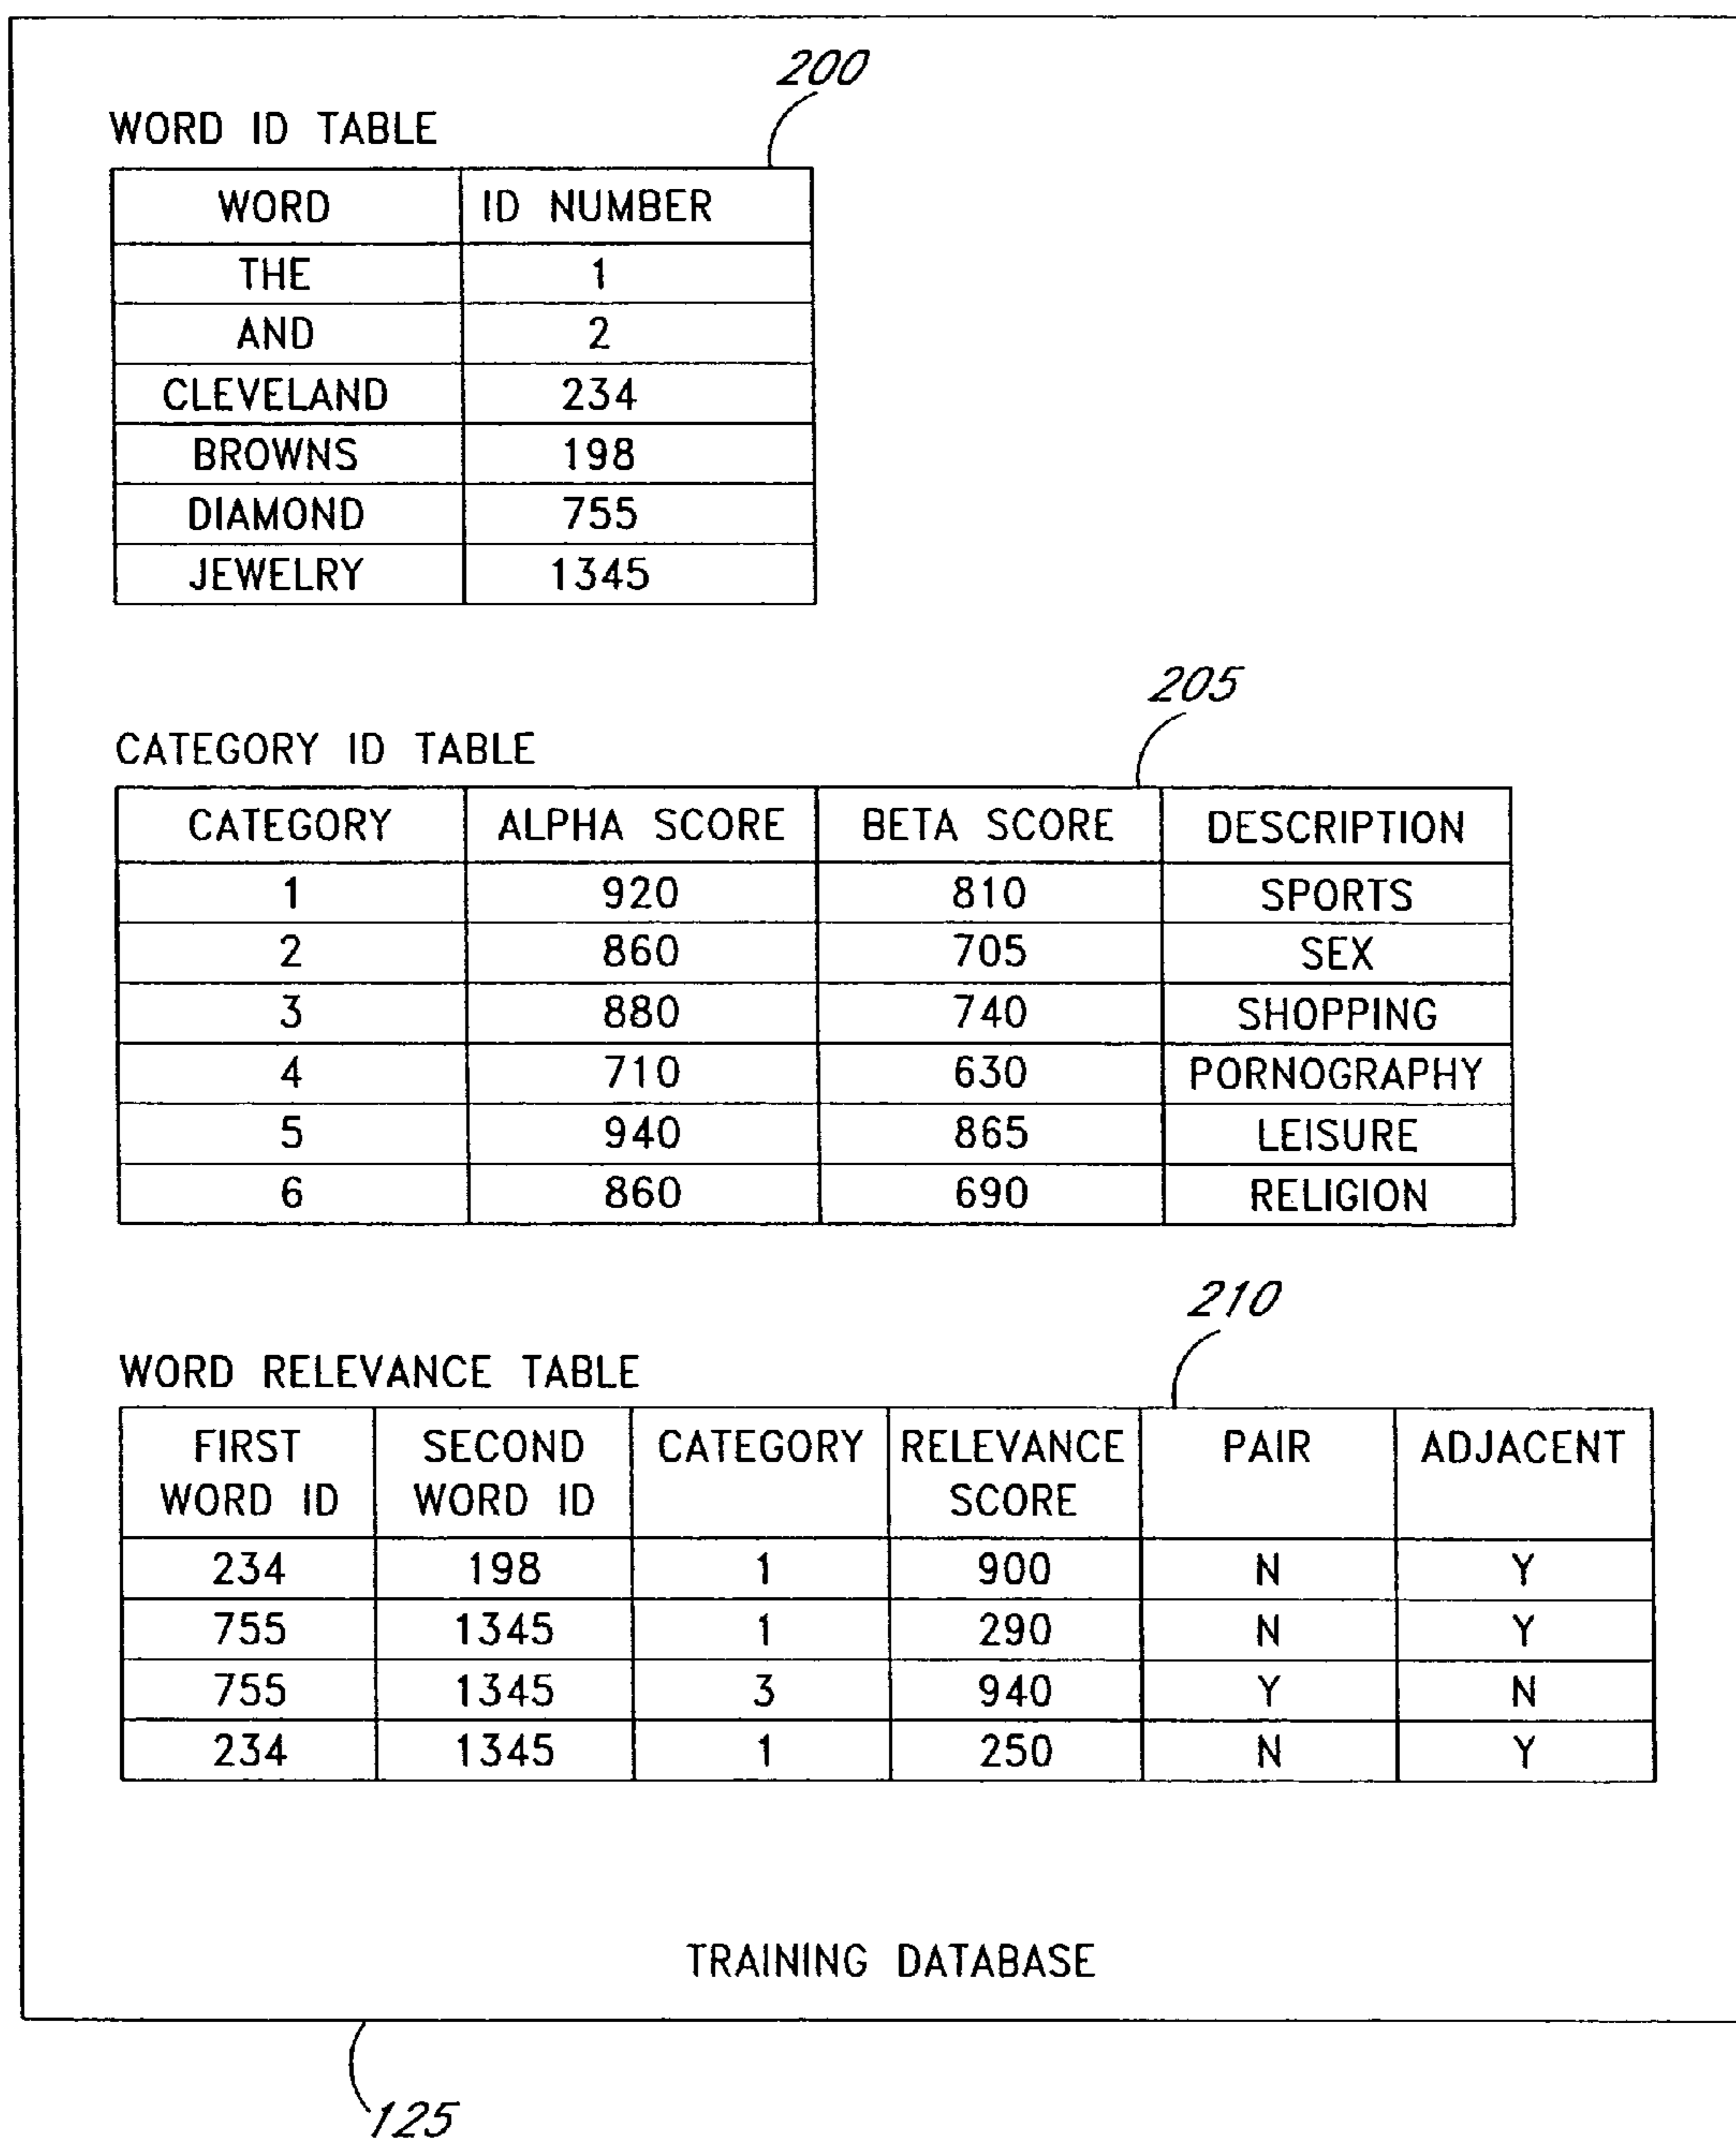 200
WORD ID TABLE
WORD ID NUMBER
THE 1
AND 2
CLEVELAND 234
BROWNS 198
DIAMOND 755
JEWELRY 1345
205
CATEGORY ID TABLE
CATEGORY ALPHA SCORE BETA SCORE DESCRIPTION
1 920 810 SPORTS
2 860 705 SEX
3 880 740 SHOPPING
4 710 630 PORNOGRAPHY
5 940 865 LEISURE
6 860 690 RELIGION
210
WORD RELEVANCE TABLE
FIRST SECOND CATEGORY RELEVANCE PAIR ADJACENT
WORD ID WORD ID SCORE
234 198 1 900 N Y
755 1345 1 290 N Y
755 1345 3 940 Y N
234 1345 1 250 N Y
TRAINING DATABASE
125